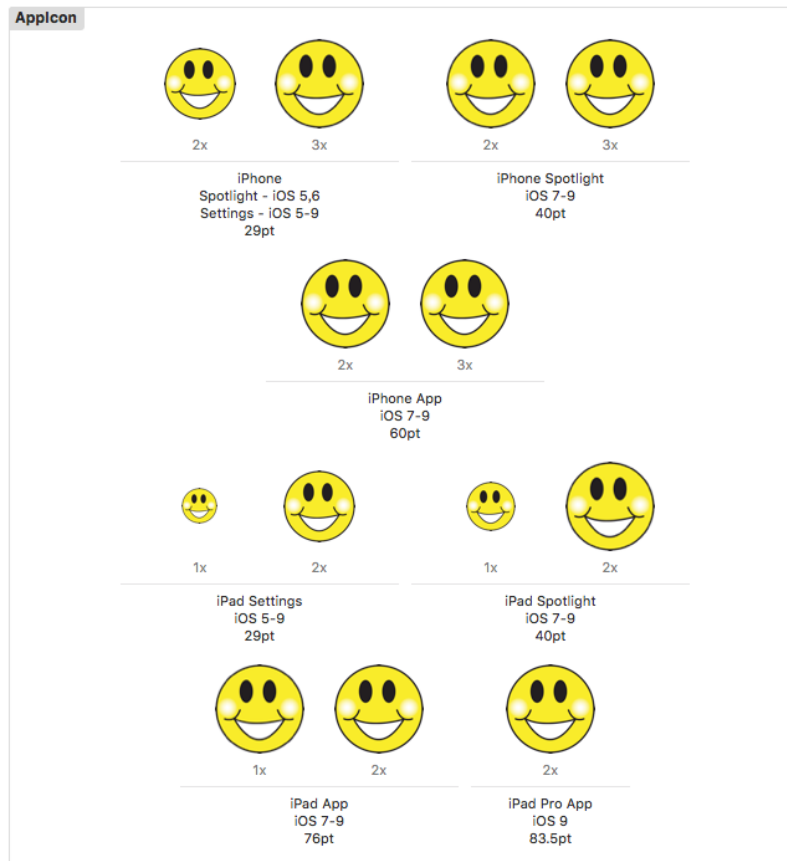 AppIcon
2x 3x 2x 3x
iPhone
Spotlight - iOS 5,6
Settings - iOS 5-9
29pt
iPhone Spotlight
iOS 7-9
40pt
2x 3x
iPhone App
iOS 7-9
60pt
1x 2x 1x 2x
iPad Settings
iOS 5-9
29pt
iPad Spotlight
iOS 7-9
40pt
1x 2x 2x
iPad App
iOS 7-9
76pt
iPad Pro App
iOS 9
83.5pt